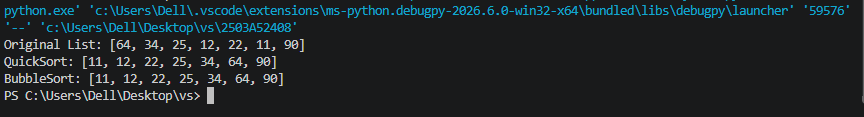 python.exe' 'c:\Users\Dell\.vscode\extensions\ms-python.debugpy-2026.6.0-win32-x64\bundled\libs\debugpy\launcher' '59576'
'--' 'c:\Users\Dell\Desktop\vs\2503A52408'
Original List: [64, 34, 25, 12, 22, 11, 90]
QuickSort: [11, 12, 22, 25, 34, 64, 90]
BubbleSort: [11, 12, 22, 25, 34, 64, 90]
PS C:\Users\Dell\Desktop\vs>